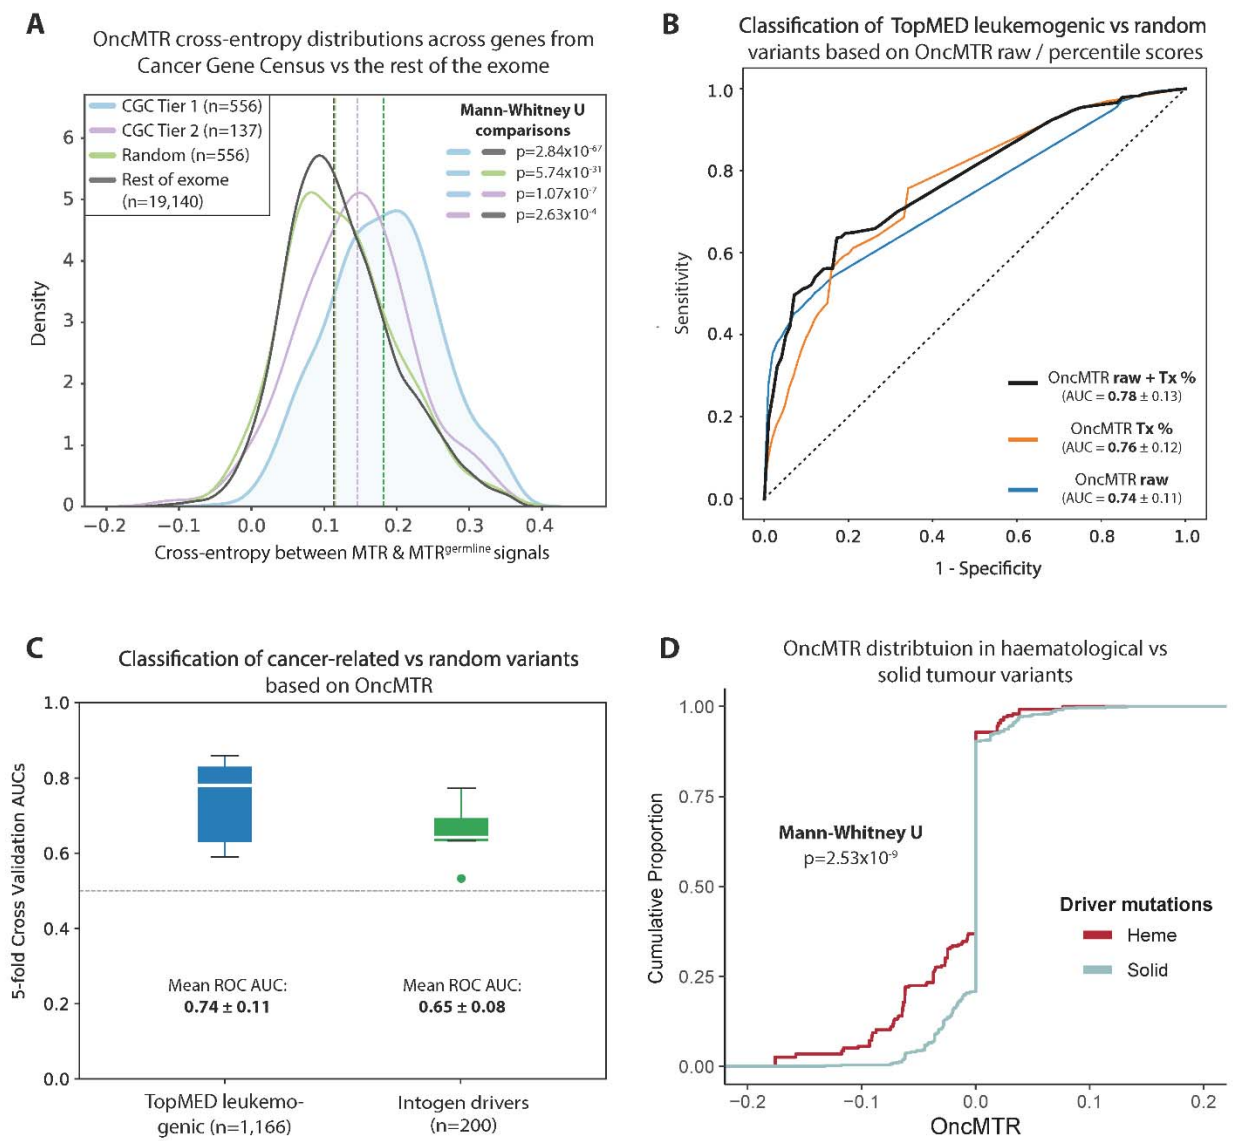 A
OncMTR cross-entropy distributions across genes from
Cancer Gene Census vs the rest of the exome
CGC Tier 1 (n=556)
CGC Tier 2 (n=137)
Random (n=556)
Rest of exome
(n=19,140)
Mann-Whitney U
comparisons
p=2.84x10⁻⁶⁷
p=5.74x10⁻³¹
p=1.07x10⁻⁷
p=2.63x10⁻⁴
Density
6
5
4
3
2
1
0
−0.2 −0.1 0.0 0.1 0.2 0.3 0.4
Cross-entropy between MTR & MTRᵍᵉʳᵐˡⁱⁿᵉ signals
B
Classification of TopMED leukemogenic vs random
variants based on OncMTR raw / percentile scores
Sensitivity
1.0
0.8
0.6
0.4
0.2
0.0
OncMTR raw + Tx %
(AUC = 0.78 ± 0.13)
OncMTR Tx %
(AUC = 0.76 ± 0.12)
OncMTR raw
(AUC = 0.74 ± 0.11)
0.0 0.2 0.4 0.6 0.8 1.0
1 - Specificity
C
Classification of cancer-related vs random variants
based on OncMTR
5-fold Cross Validation AUCs
1.0
0.8
0.6
0.4
0.2
0.0
Mean ROC AUC:
0.74 ± 0.11
Mean ROC AUC:
0.65 ± 0.08
TopMED leukemo-
genic (n=1,166)
Intogen drivers
(n=200)
D
OncMTR distribtuion in haematological vs
solid tumour variants
Cumulative Proportion
1.00
0.75
0.50
0.25
0.00
Mann-Whitney U
p=2.53x10⁻⁹
Driver mutations
Heme
Solid
−0.2 −0.1 0.0 0.1 0.2
OncMTR